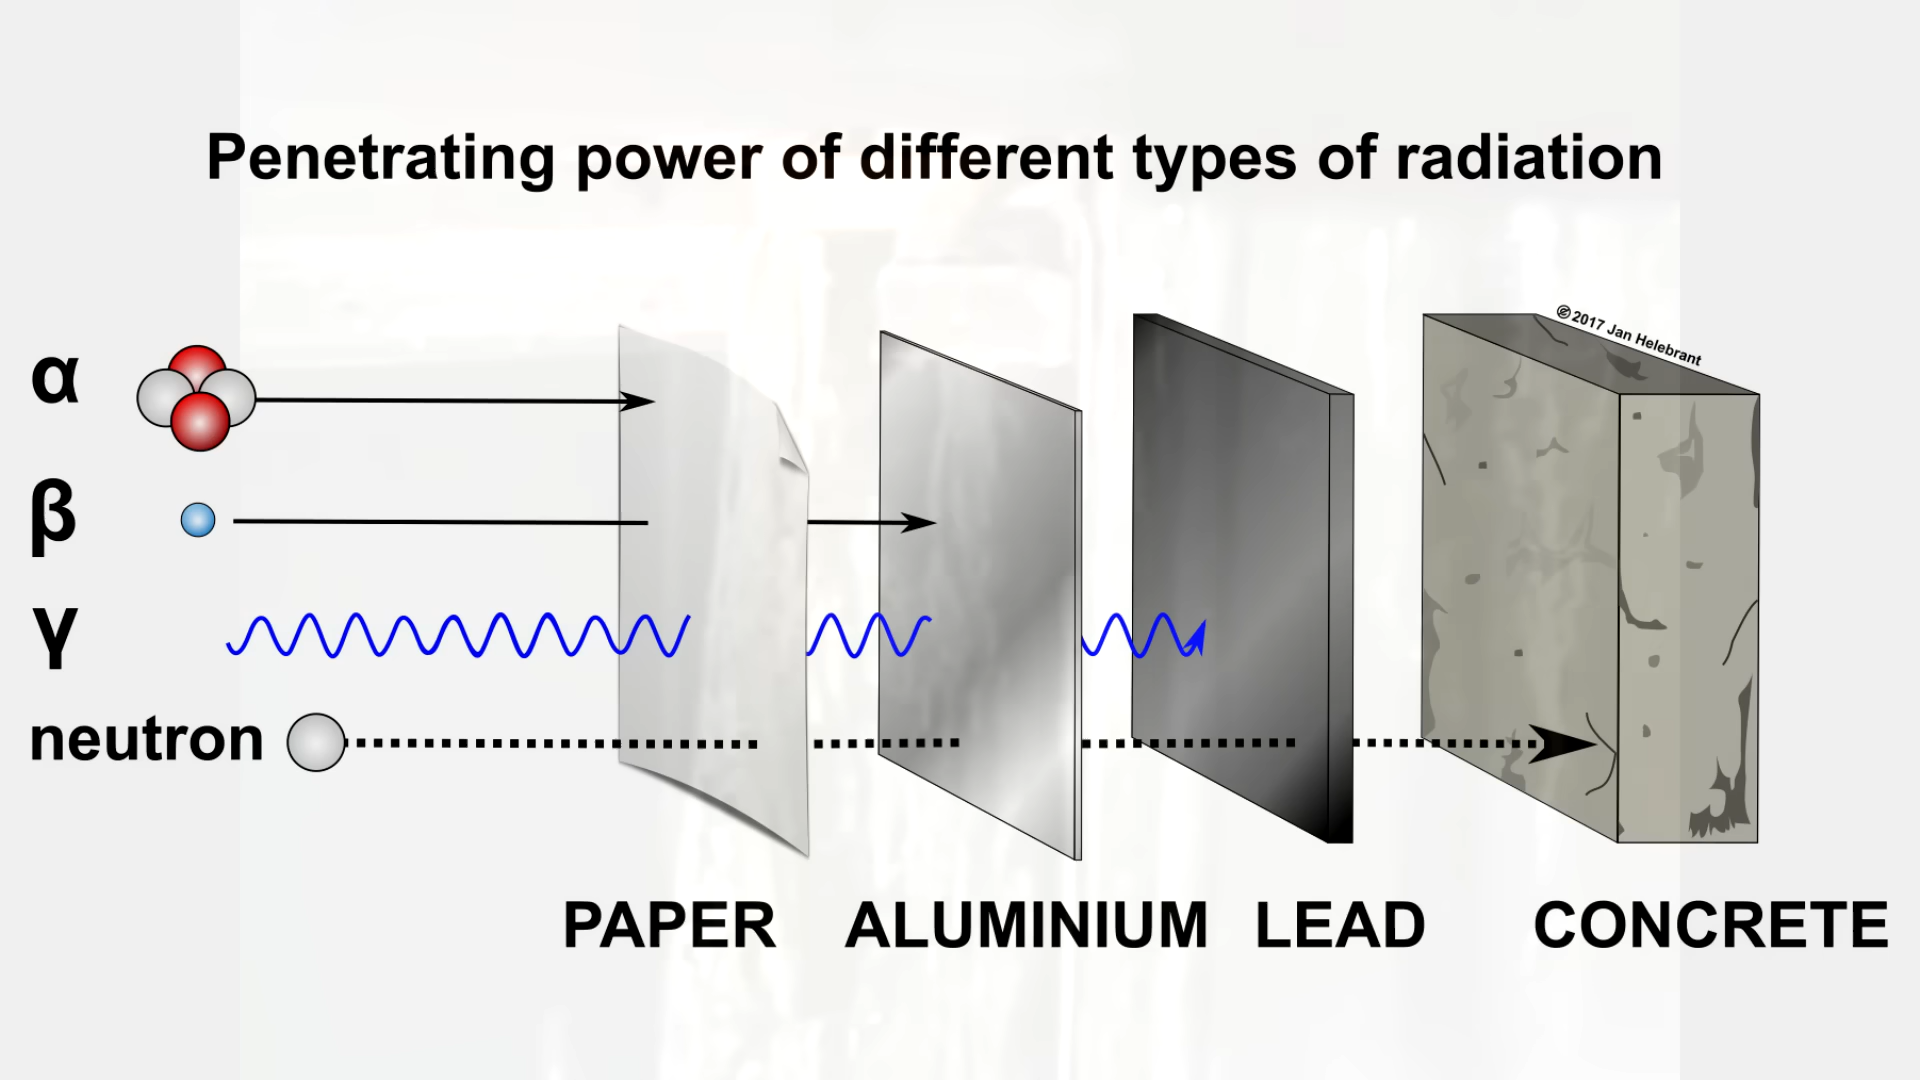 Penetrating power of different types of radiation
🄯 2017 Jan Helebrant
α
β
γ
neutron
PAPER ALUMINIUM LEAD CONCRETE